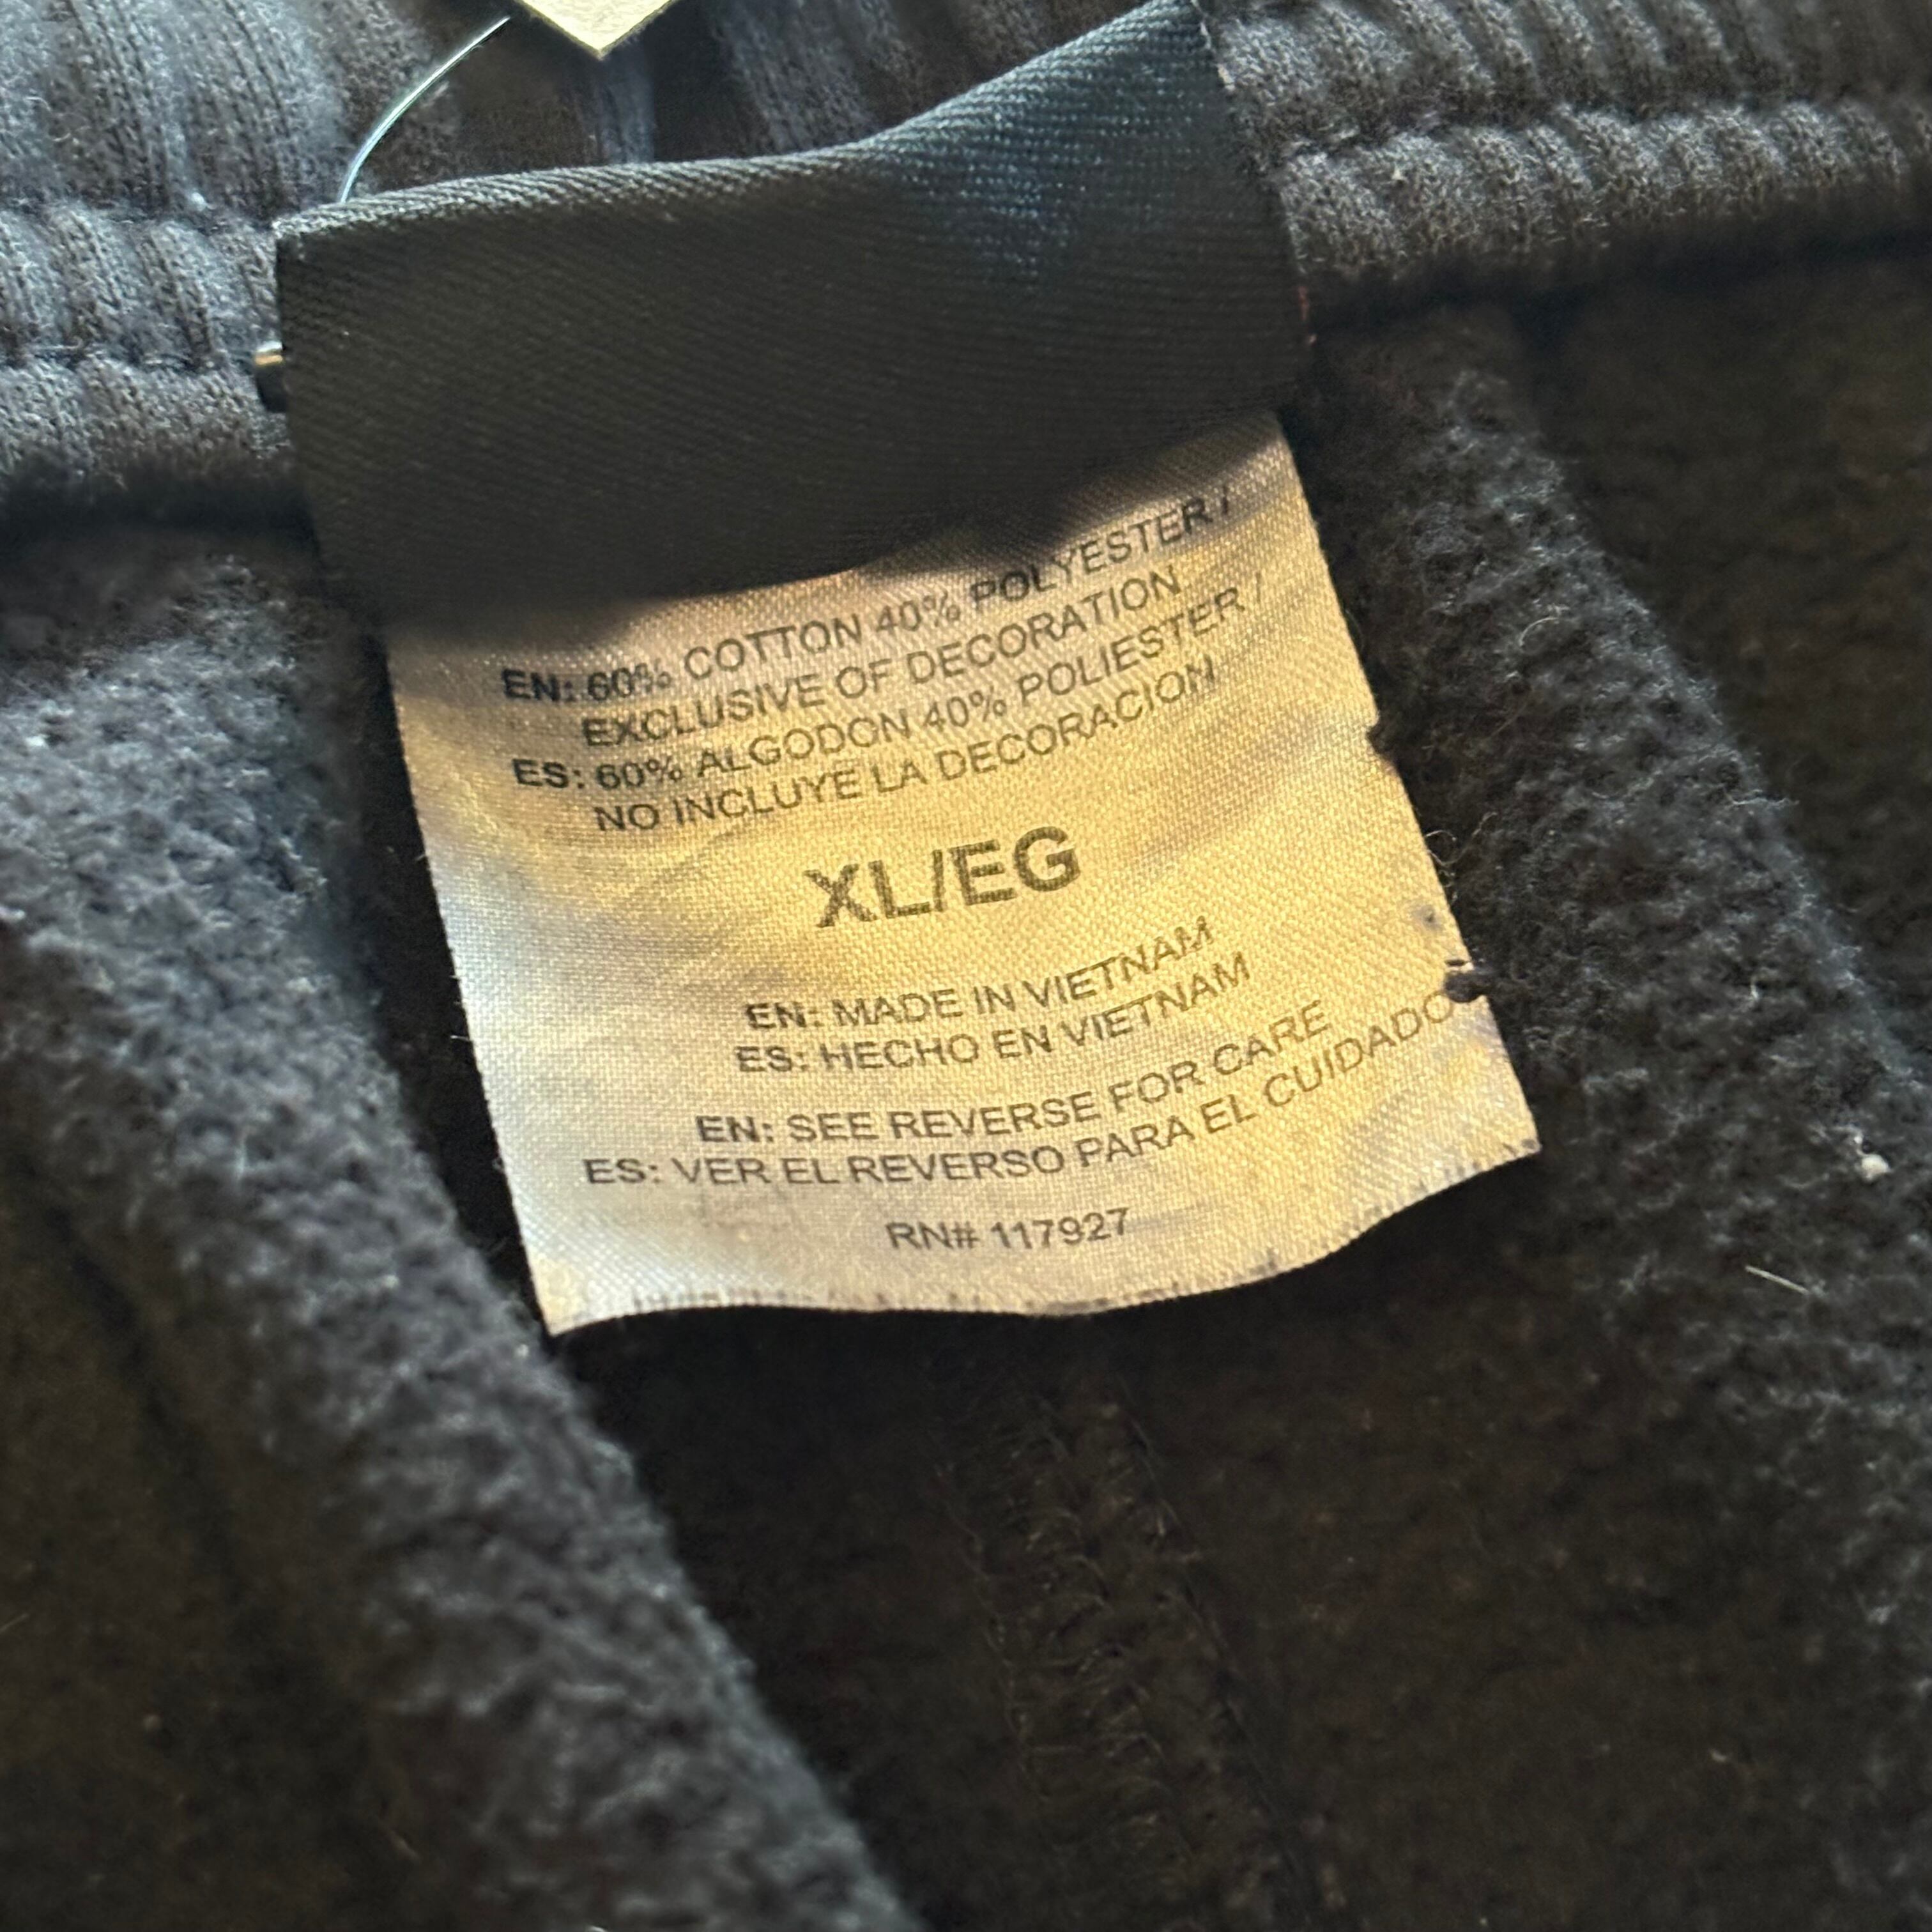 EN: 60% COTTON 40% POLYESTER /
EXCLUSIVE OF DECORATION
ES: 60% ALGODON 40% POLIESTER /
NO INCLUYE LA DECORACION
XL/EG
EN: MADE IN VIETNAM
ES: HECHO EN VIETNAM
EN: SEE REVERSE FOR CARE
ES: VER EL REVERSO PARA EL CUIDADO
RN# 117927